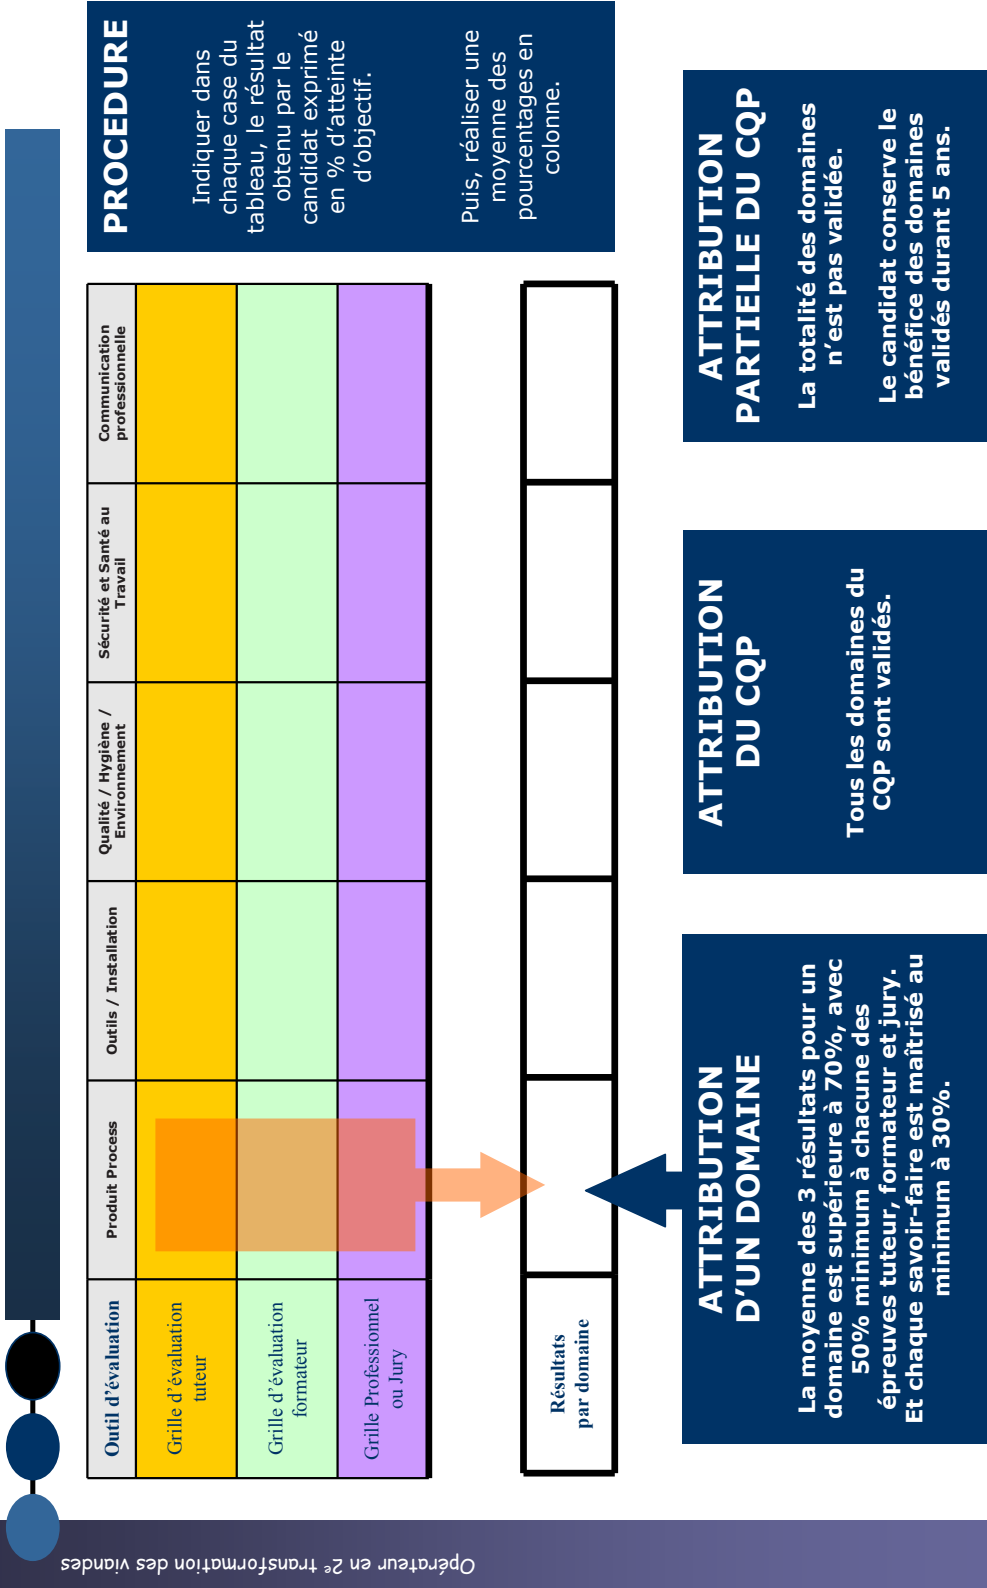 Opérateur en 2e transformation des viandes
Outil d’évaluation
Produit Process
Outils / Installation
Qualité / Hygiène /
Environnement
Sécurité et Santé au
Travail
Communication
professionnelle
Grille d’évaluation
tuteur
Grille d’évaluation
formateur
Grille Professionnel
ou Jury
Résultats
par domaine
PROCEDURE
Indiquer dans
chaque case du
tableau, le résultat
obtenu par le
candidat exprimé
en % d’atteinte
d’objectif.
Puis, réaliser une
moyenne des
pourcentages en
colonne.
ATTRIBUTION
D’UN DOMAINE
La moyenne des 3 résultats pour un
domaine est supérieure à 70%, avec
50% minimum à chacune des
épreuves tuteur, formateur et jury.
Et chaque savoir-faire est maîtrisé au
minimum à 30%.
ATTRIBUTION
DU CQP
Tous les domaines du
CQP sont validés.
ATTRIBUTION
PARTIELLE DU CQP
La totalité des domaines
n’est pas validée.
Le candidat conserve le
bénéfice des domaines
validés durant 5 ans.